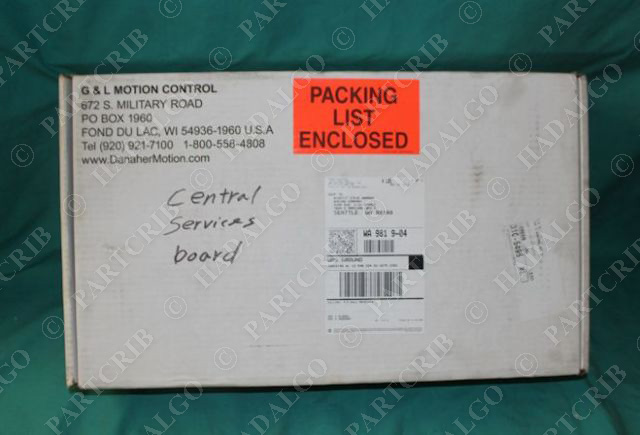 G & L MOTION CONTROL
672 S. MILITARY ROAD
PO BOX 1960
FOND DU LAC, WI 54936-1960 U.S.A
Tel (920) 921-7100 1-800-558-4808
www.DanaherMotion.com
PACKING
LIST
ENCLOSED
Central
Services
board
SEATTLE WA
WA 981 9-04
UPS GROUND
© PARTCRIB
© HADALGO